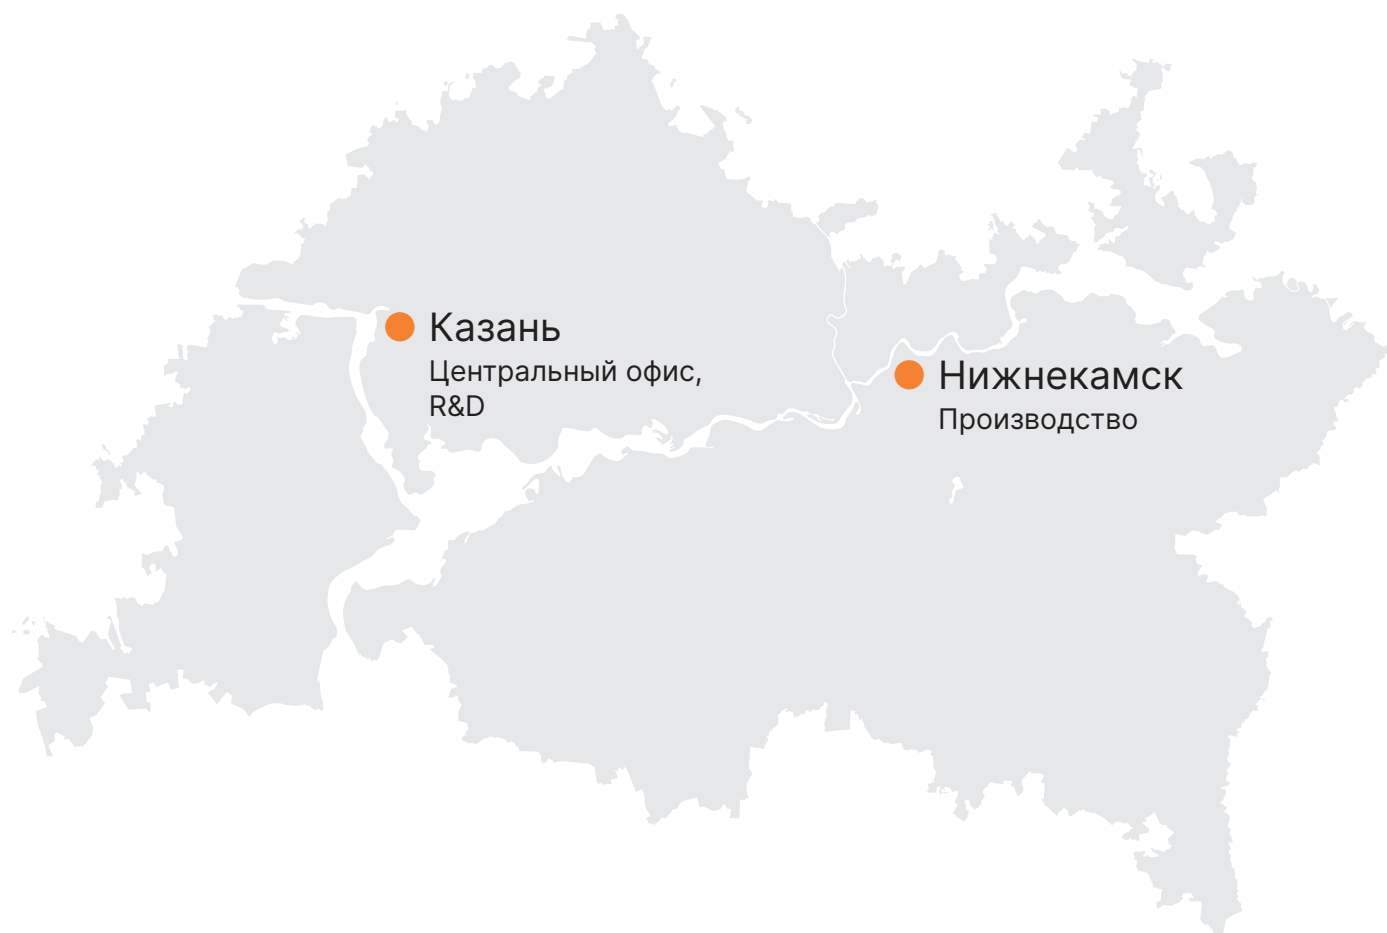 Казань
Центральный офис,
R&D
Нижнекамск
Производство